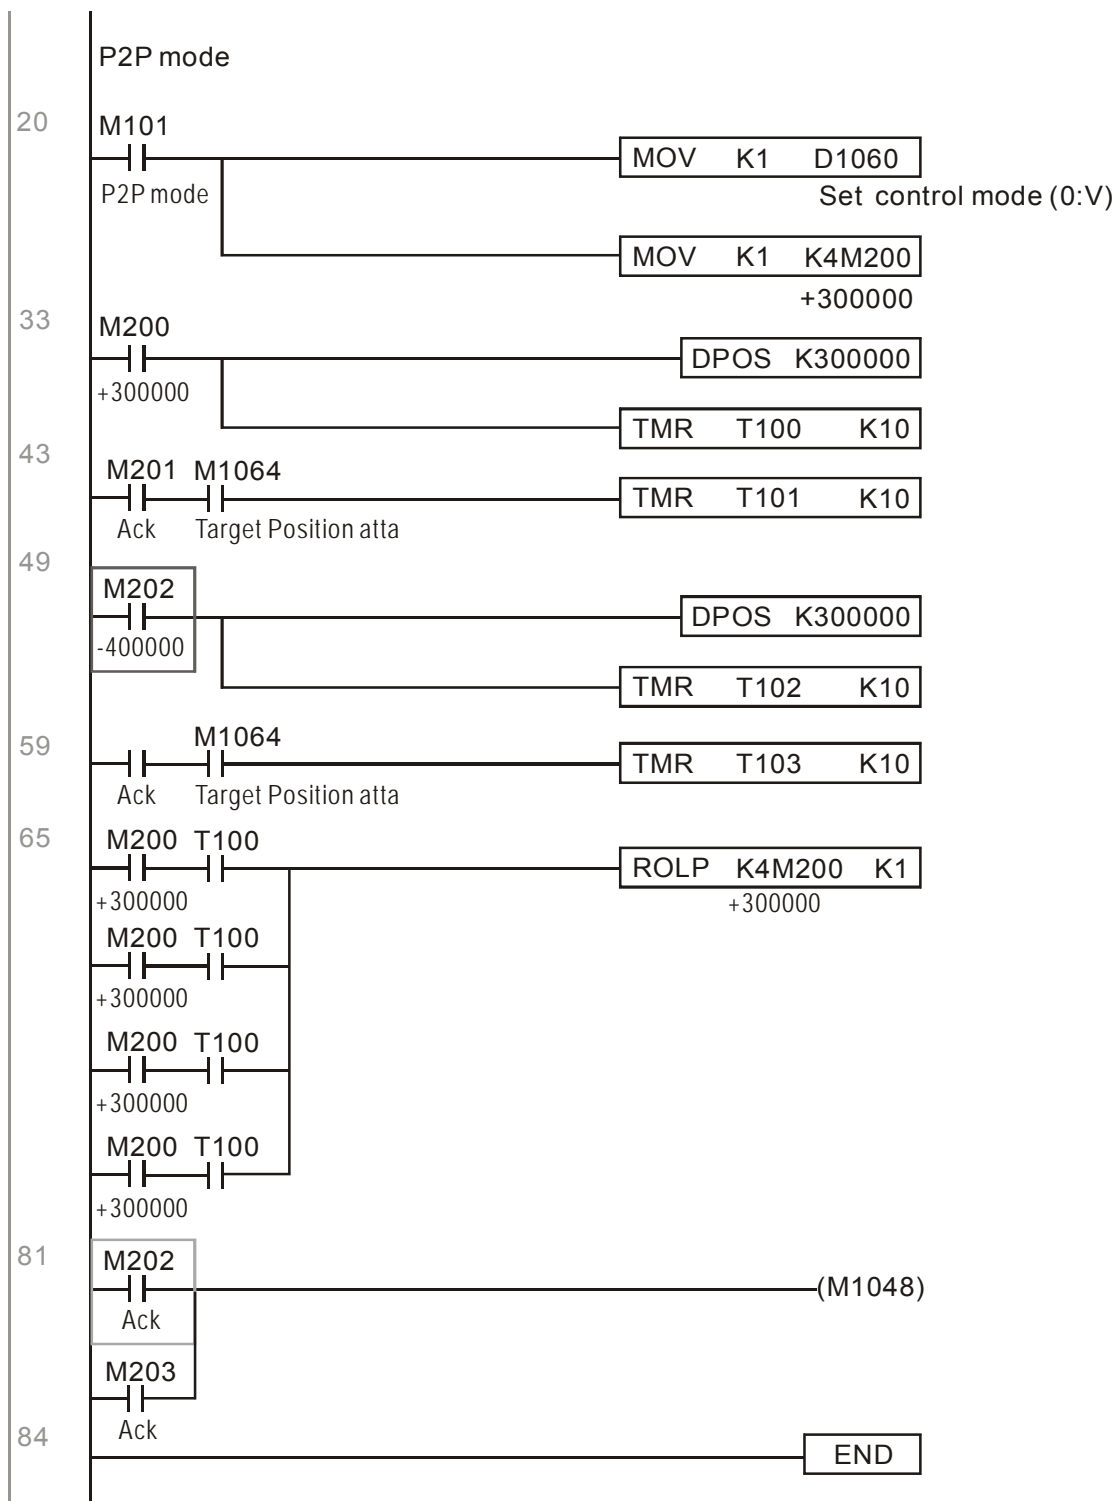 P2P mode
20
M101
MOV K1 D1060
P2P mode
Set control mode (0:V)
MOV K1 K4M200
+300000
33
M200
DPOS K300000
+300000
TMR T100 K10
43
M201 M1064
TMR T101 K10
Ack Target Position atta
49
M202
DPOS K300000
-400000
TMR T102 K10
59
M1064
TMR T103 K10
Ack Target Position atta
65
M200 T100
ROLP K4M200 K1
+300000
+300000
M200 T100
+300000
M200 T100
+300000
M200 T100
+300000
81
M202
(M1048)
Ack
M203
Ack
84
END